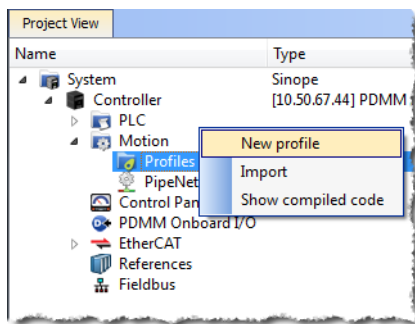 Project View
Name Type
System Sinope
Controller [10.50.67.44] PDMM
PLC
Motion
New profile
Profiles
Import
PipeNet
Show compiled code
Control Pan
PDMM Onboard I/O
EtherCAT
References
Fieldbus